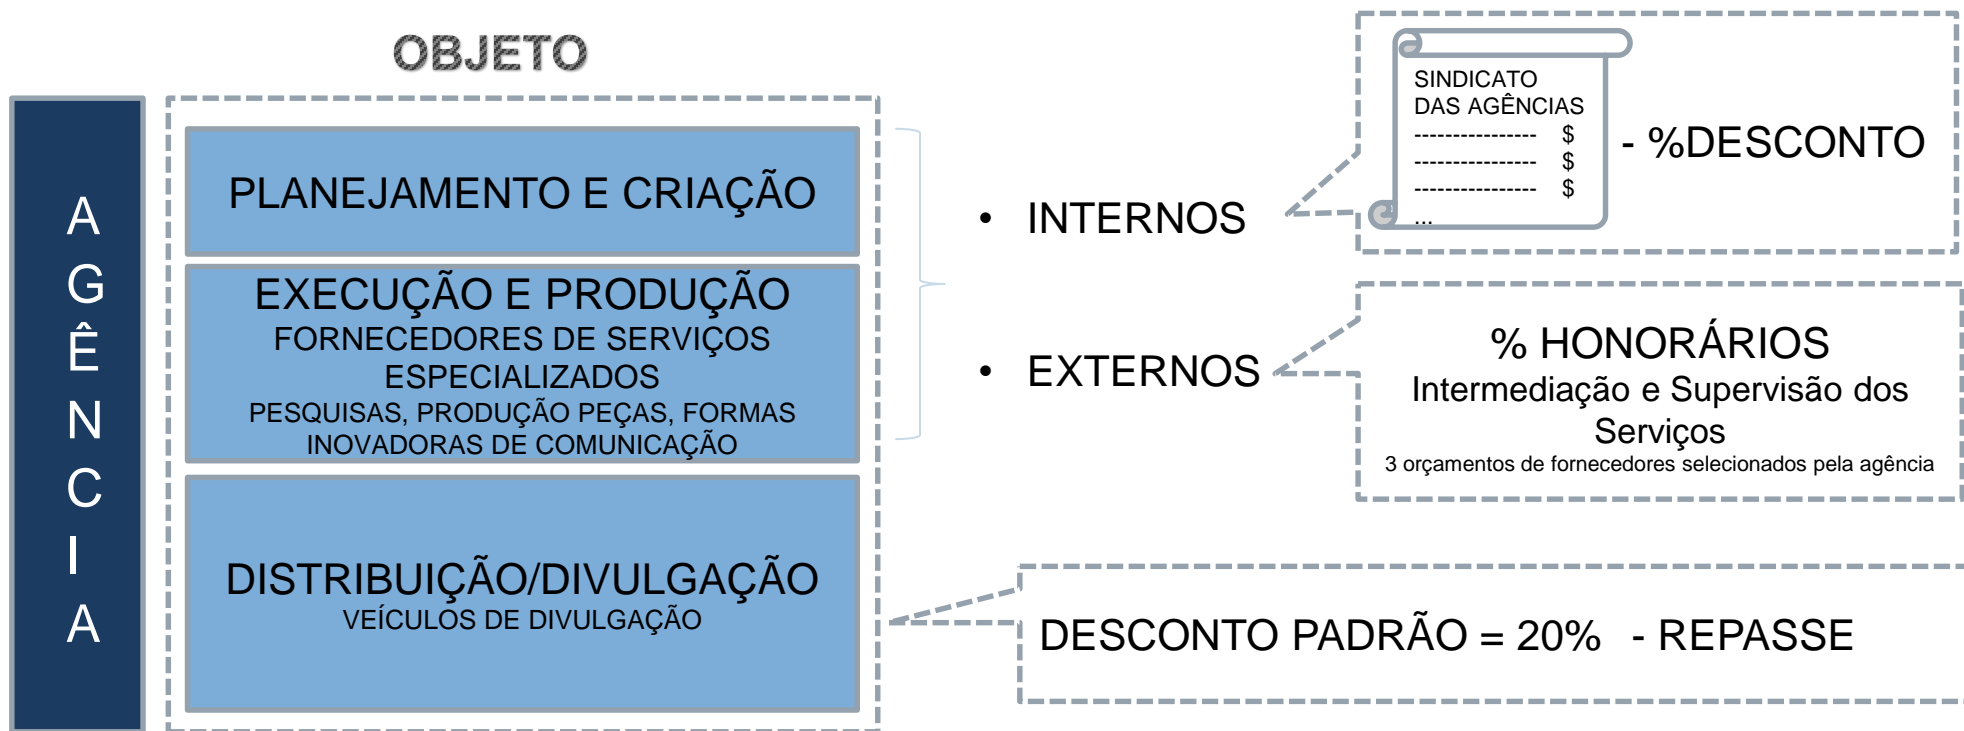 OBJETO
AGÊNCIA
PLANEJAMENTO E CRIAÇÃO
EXECUÇÃO E PRODUÇÃO
FORNECEDORES DE SERVIÇOS
ESPECIALIZADOS
PESQUISAS, PRODUÇÃO PEÇAS, FORMAS
INOVADORAS DE COMUNICAÇÃO
DISTRIBUIÇÃO/DIVULGAÇÃO
VEÍCULOS DE DIVULGAÇÃO
• INTERNOS
SINDICATO
DAS AGÊNCIAS
---------------- $
---------------- $
---------------- $
...
- %DESCONTO
• EXTERNOS
% HONORÁRIOS
Intermediação e Supervisão dos
Serviços
3 orçamentos de fornecedores selecionados pela agência
DESCONTO PADRÃO = 20% - REPASSE